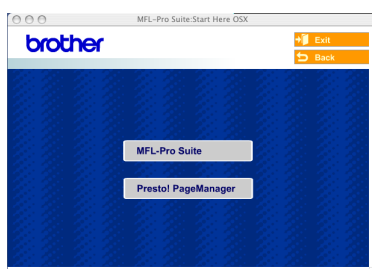 MFL-Pro Suite:Start Here OSX
brother
Exit
Back
MFL-Pro Suite
Presto! PageManager